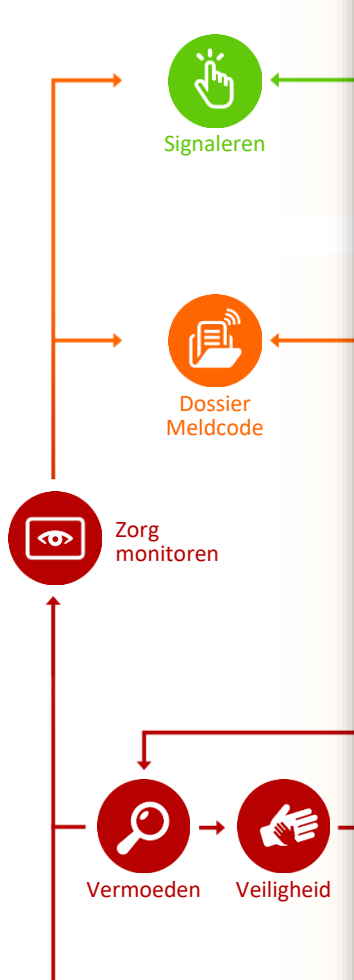 Signaleren
Dossier
Meldcode
Zorg
monitoren
Vermoeden
Veiligheid